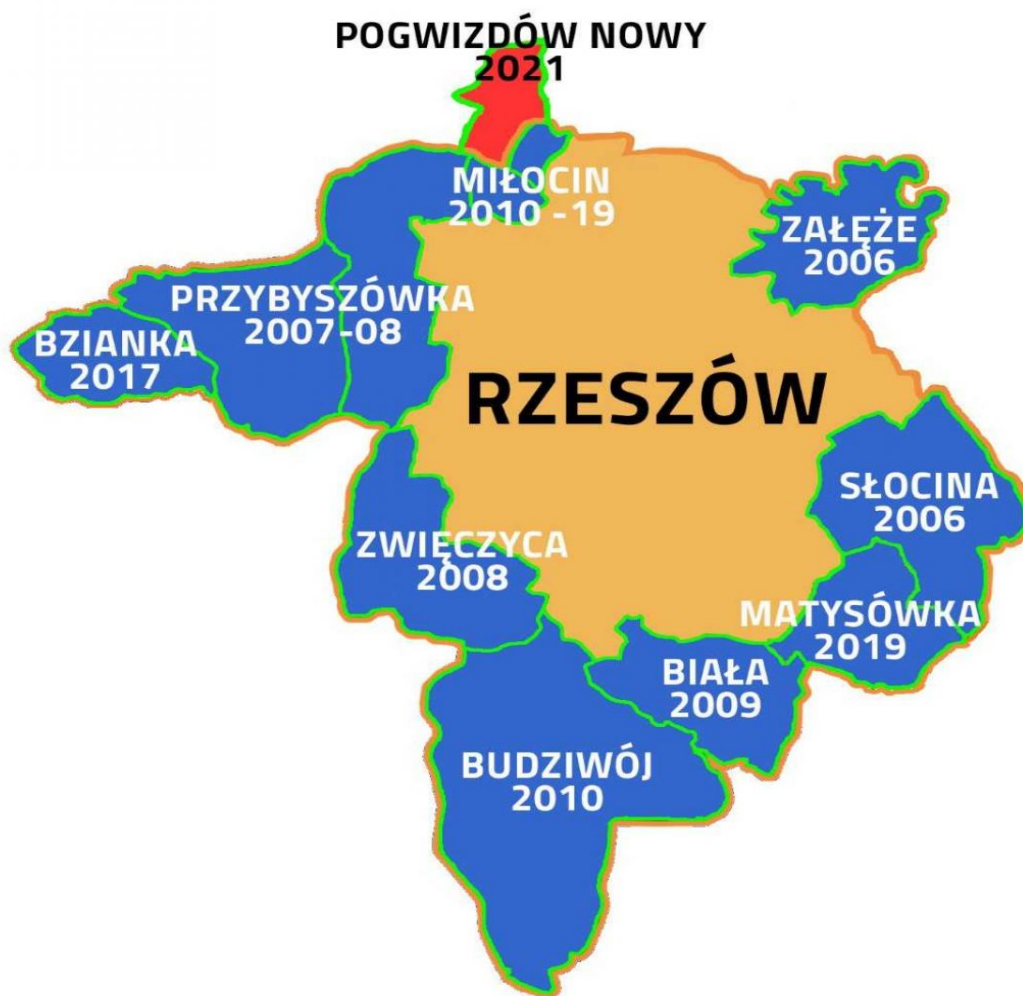 POGWIZDÓW NOWY
2021
MIŁOCIN
2010 -19
ZAŁĘŻE
2006
PRZYBYSZÓWKA
2007-08
BZIANKA
2017
RZESZÓW
SŁOCINA
2006
ZWIĘCZYCA
2008
MATYSÓWKA
2019
BIAŁA
2009
BUDZIWÓJ
2010